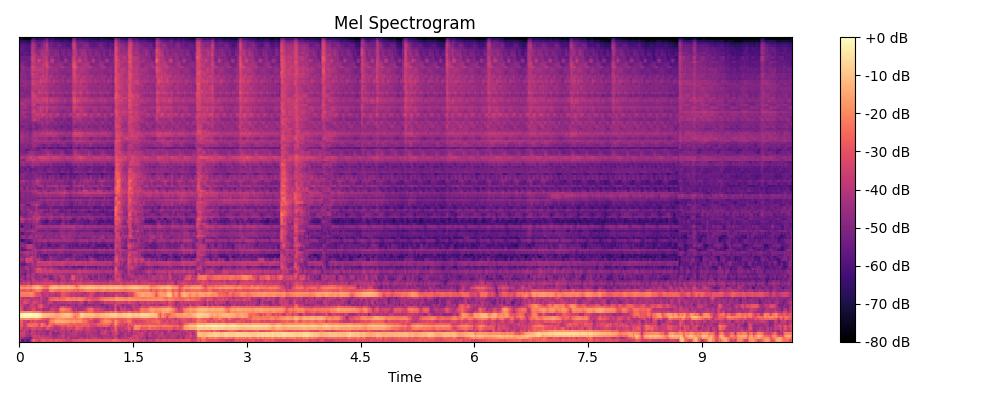 Mel Spectrogram
+0 dB
-10 dB
-20 dB
-30 dB
-40 dB
-50 dB
-60 dB
-70 dB
-80 dB
0 1.5 3 4.5 6 7.5 9
Time